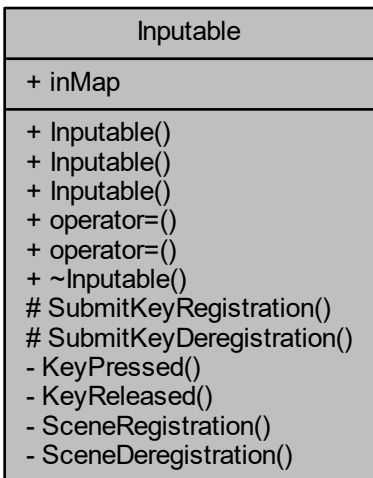 Inputable
+ inMap
+ Inputable()
+ Inputable()
+ Inputable()
+ operator=()
+ operator=()
+ ~Inputable()
# SubmitKeyRegistration()
# SubmitKeyDeregistration()
- KeyPressed()
- KeyReleased()
- SceneRegistration()
- SceneDeregistration()